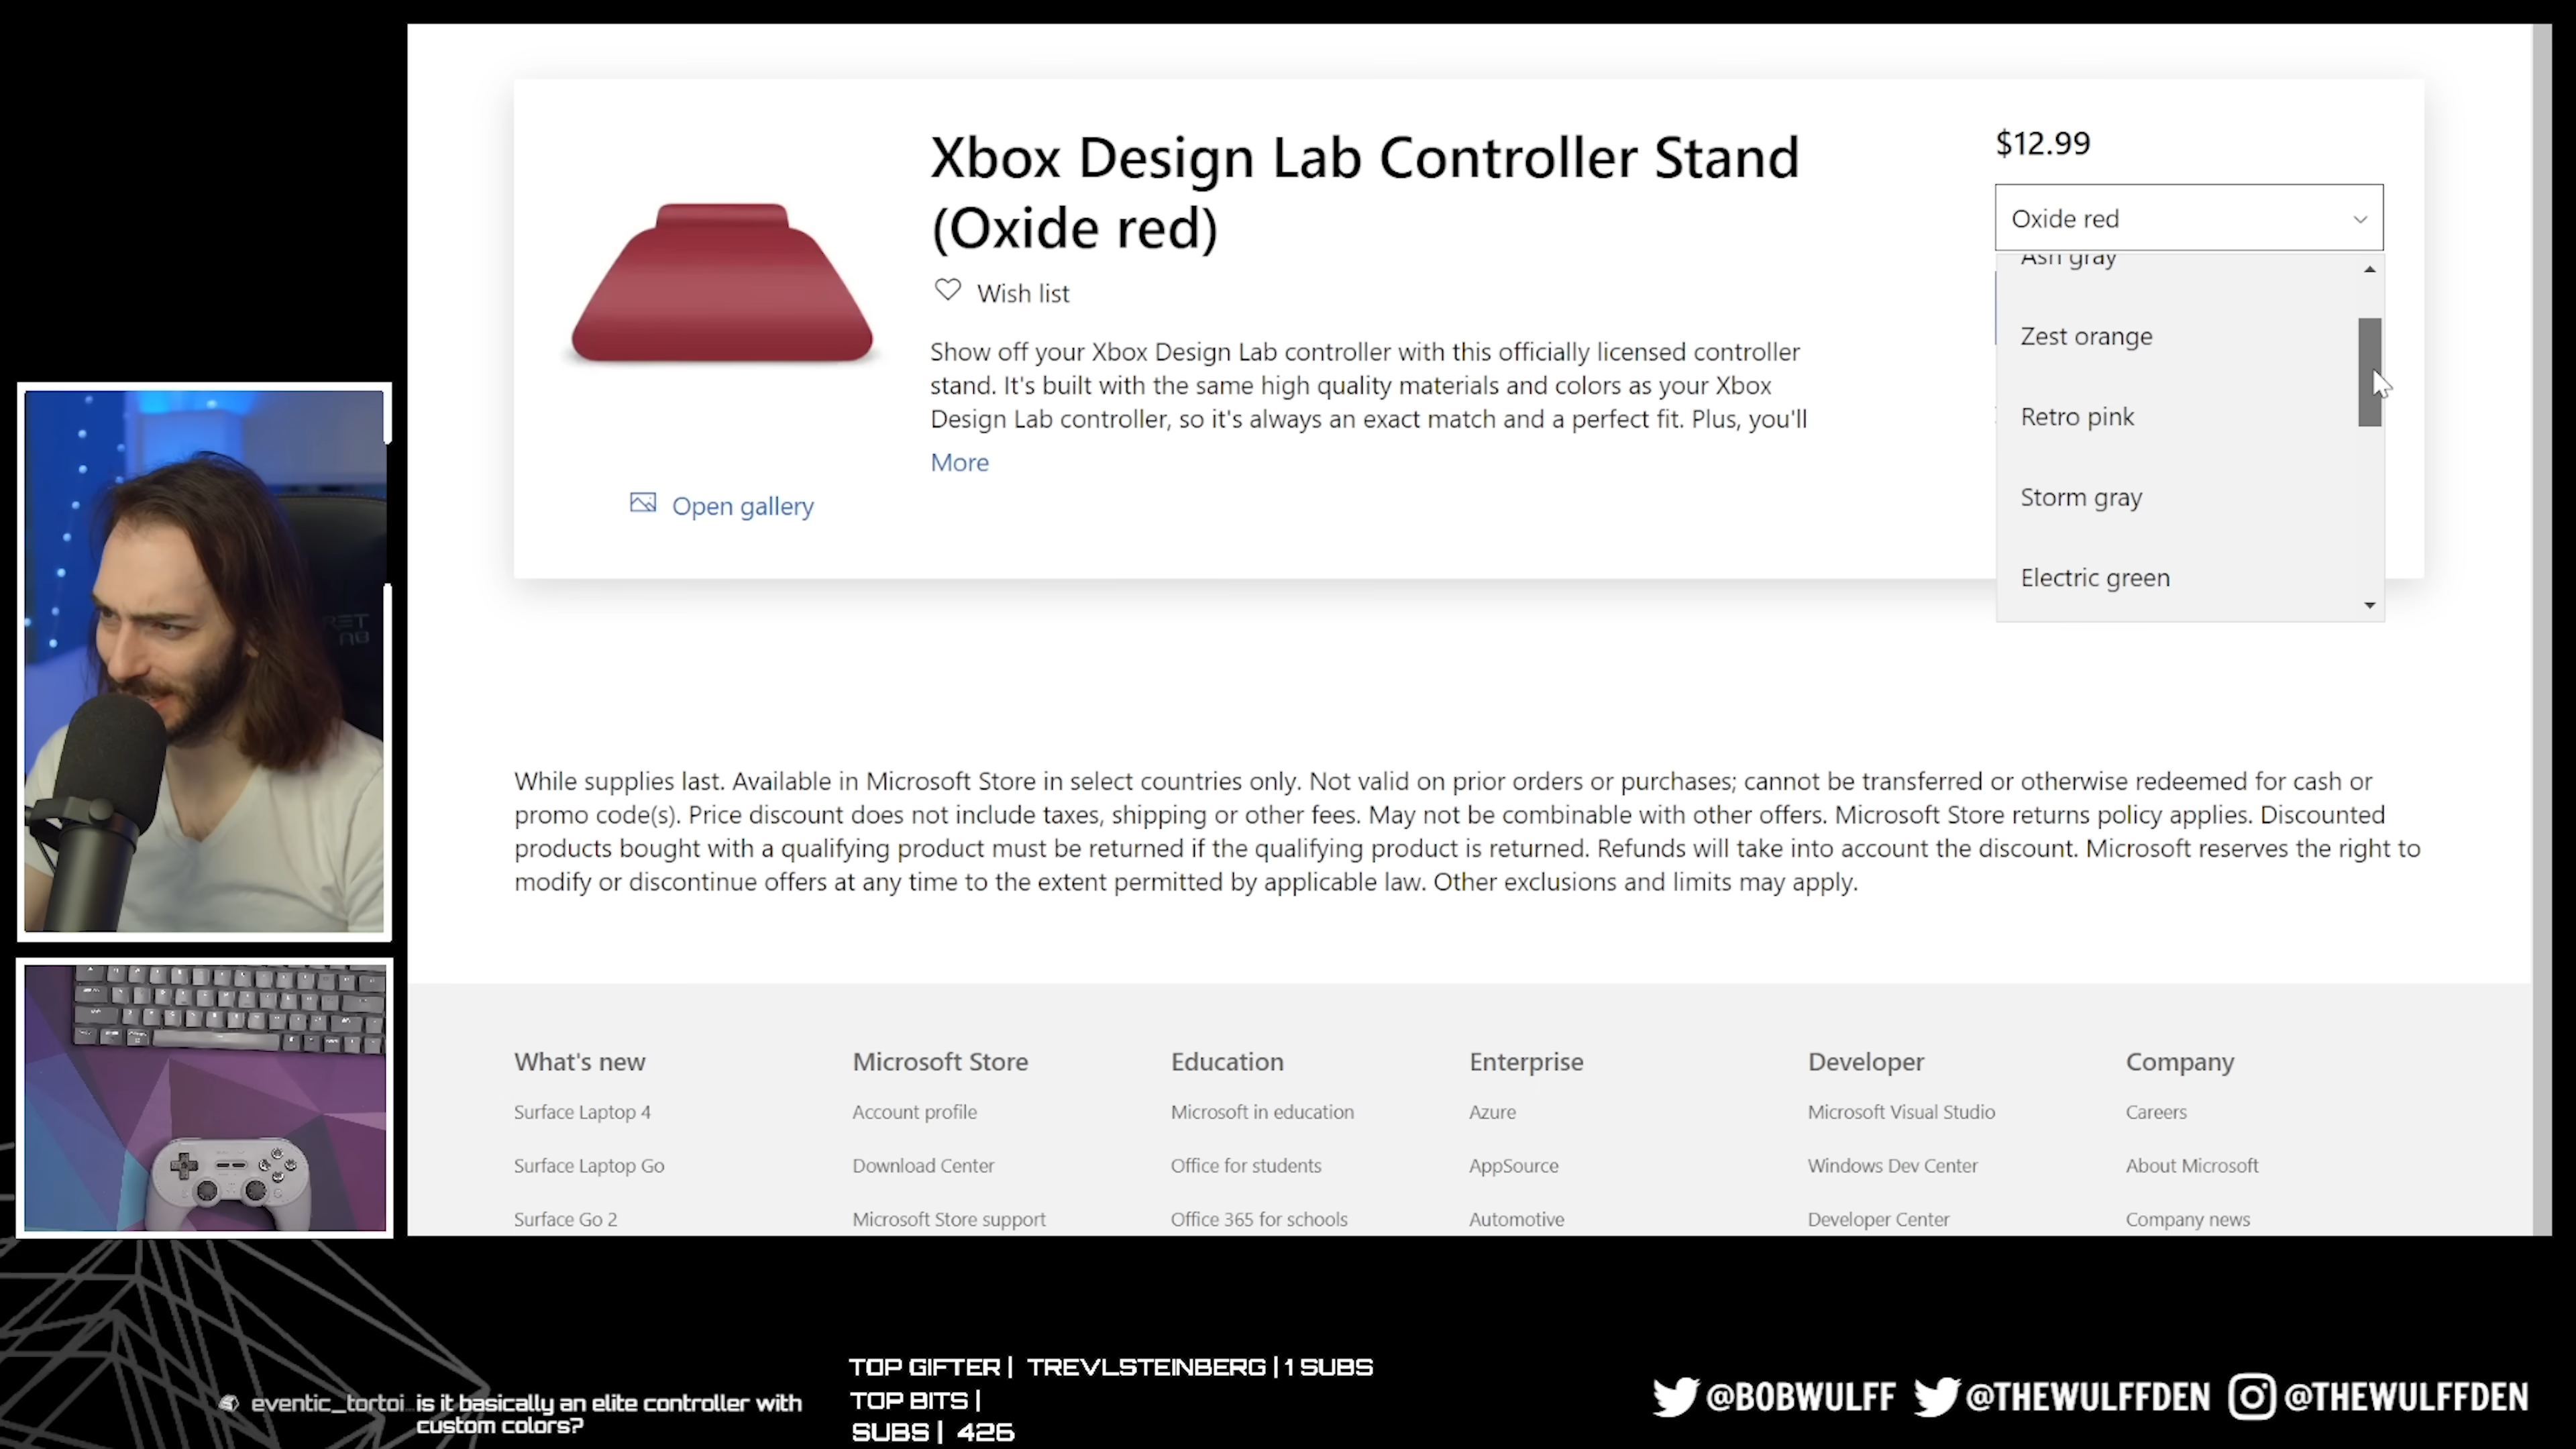 Xbox Design Lab Controller Stand
(Oxide red)
Wish list
Show off your Xbox Design Lab controller with this officially licensed controller
stand. It's built with the same high quality materials and colors as your Xbox
Design Lab controller, so it's always an exact match and a perfect fit. Plus, you'll
More
Open gallery
$12.99
Oxide red
Ash gray
Zest orange
Retro pink
Storm gray
Electric green
While supplies last. Available in Microsoft Store in select countries only. Not valid on prior orders or purchases; cannot be transferred or otherwise redeemed for cash or
promo code(s). Price discount does not include taxes, shipping or other fees. May not be combinable with other offers. Microsoft Store returns policy applies. Discounted
products bought with a qualifying product must be returned if the qualifying product is returned. Refunds will take into account the discount. Microsoft reserves the right to
modify or discontinue offers at any time to the extent permitted by applicable law. Other exclusions and limits may apply.
What's new
Surface Laptop 4
Surface Laptop Go
Surface Go 2
Microsoft Store
Account profile
Download Center
Microsoft Store support
Education
Microsoft in education
Office for students
Office 365 for schools
Enterprise
Azure
AppSource
Automotive
Developer
Microsoft Visual Studio
Windows Dev Center
Developer Center
Company
Careers
About Microsoft
Company news
eventic_tortoi... is it basically an elite controller with
custom colors?
TOP GIFTER | TREVLSTEINBERG | 1 SUBS
TOP BITS |
SUBS | 426
@BOBWULFF @THEWULFFDEN @THEWULFFDEN